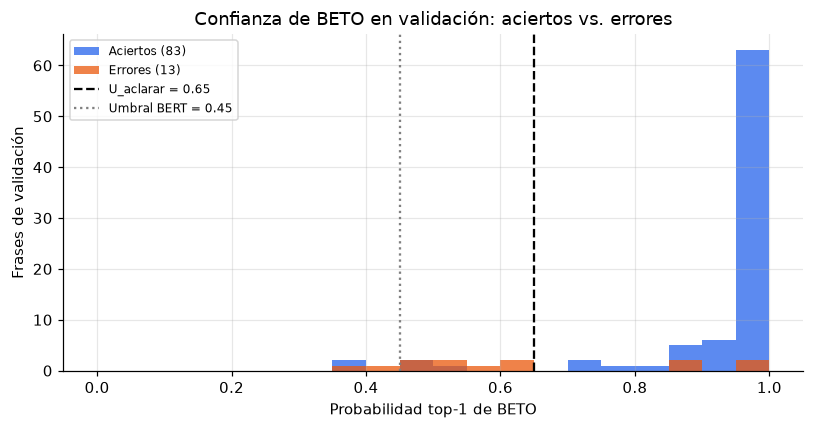 Confianza de BETO en validación: aciertos vs. errores
Aciertos (83)
Errores (13)
U_aclarar = 0.65
Umbral BERT = 0.45
Frases de validación
60
50
40
30
20
10
0
0.0 0.2 0.4 0.6 0.8 1.0
Probabilidad top-1 de BETO